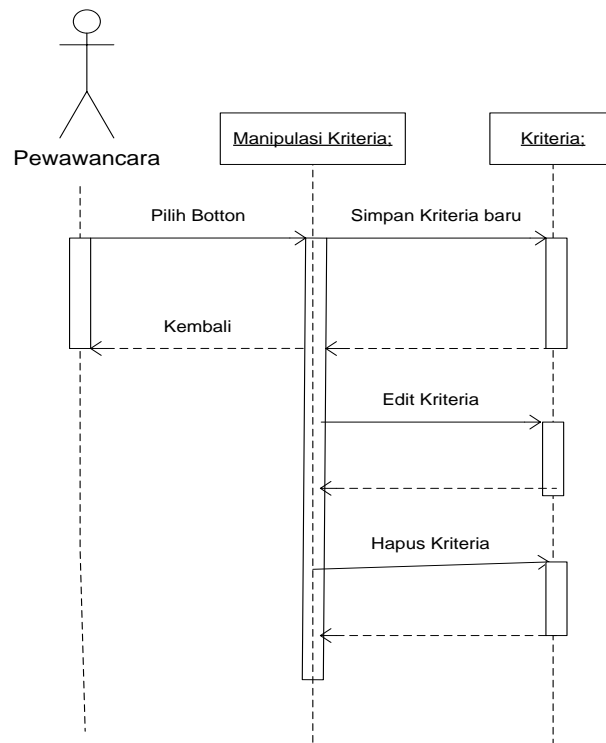 Pewawancara
Manipulasi Kriteria;
Kriteria;
Pilih Botton
Simpan Kriteria baru
Kembali
Edit Kriteria
Hapus Kriteria